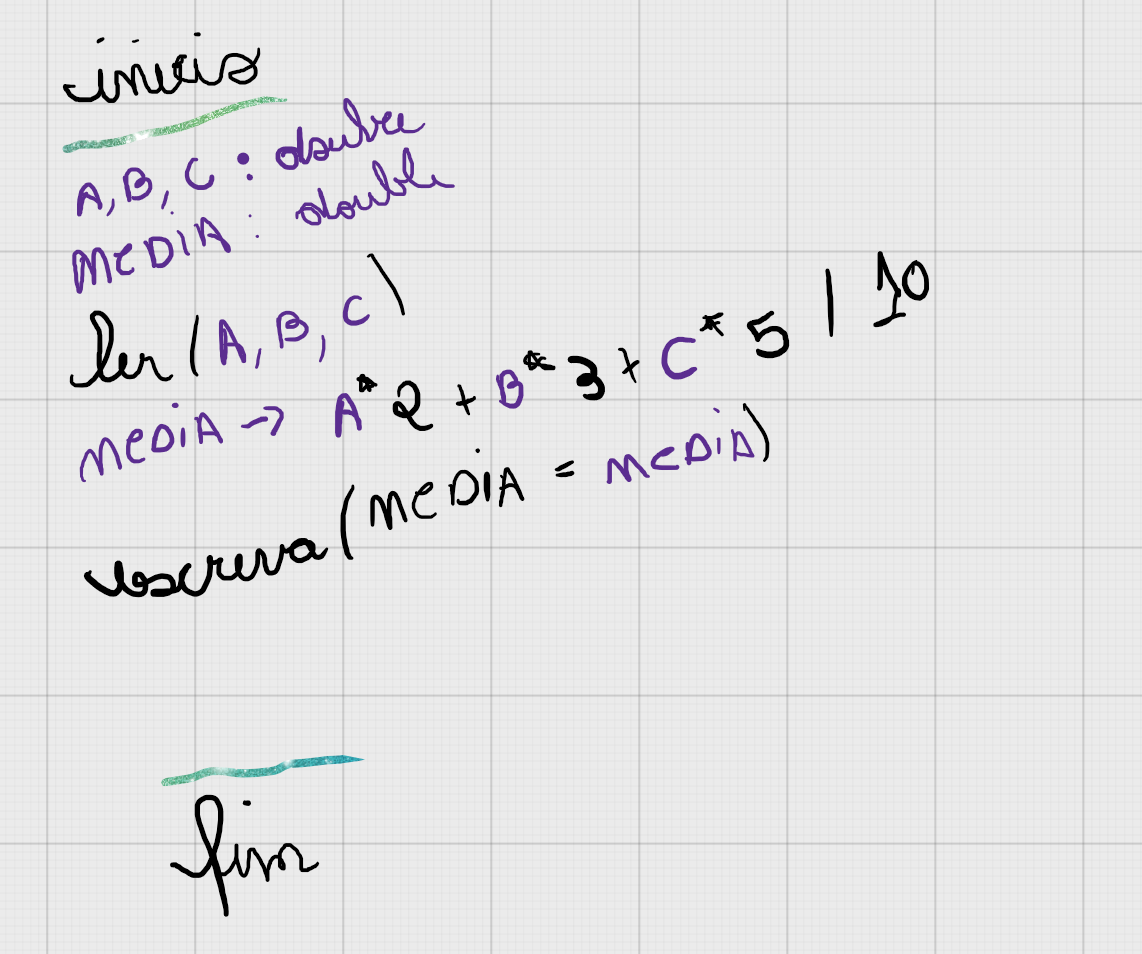 inicio
A, B, C : double
MEDIA : double
ler (A, B, C)
MEDIA -> A * 2 + B * 3 + C * 5 / 10
escreva (MEDIA = MEDIA)
fim